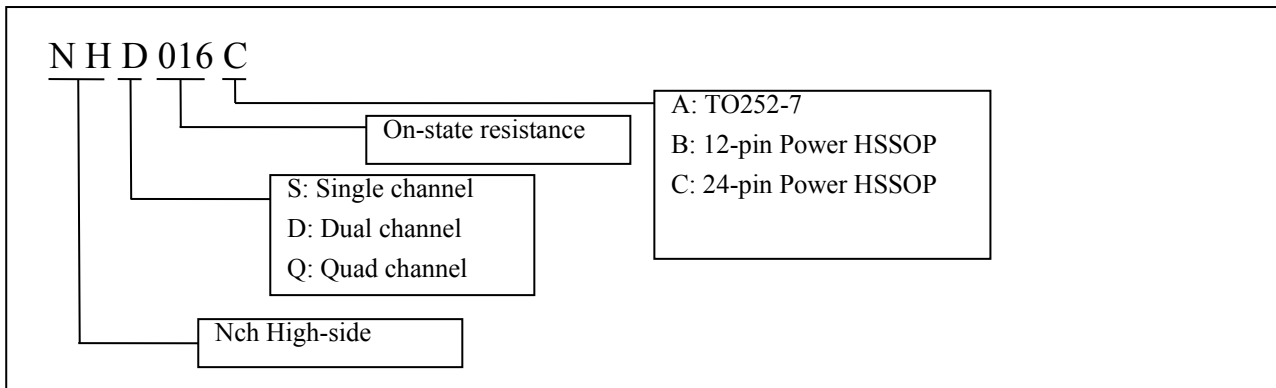 N H D 016 C
A: TO252-7
B: 12-pin Power HSSOP
C: 24-pin Power HSSOP
On-state resistance
S: Single channel
D: Dual channel
Q: Quad channel
Nch High-side